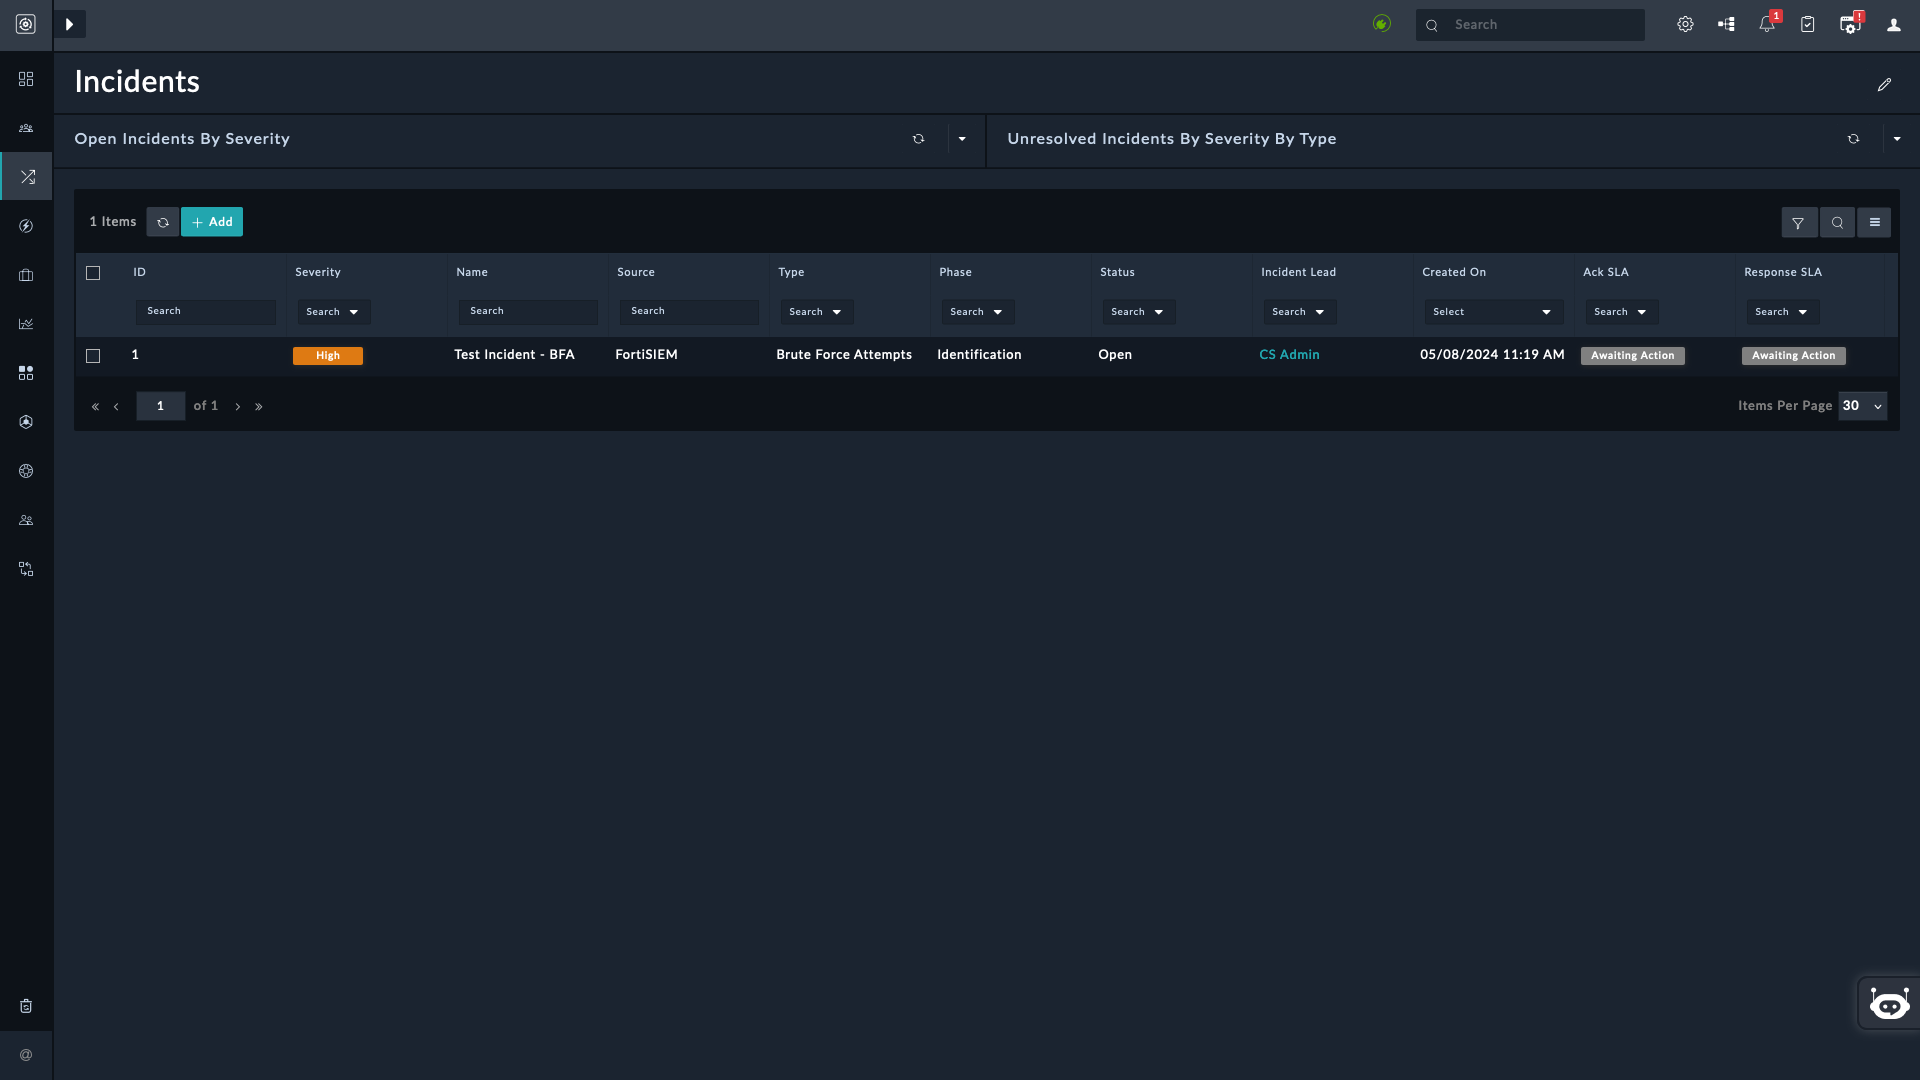 Search
1
!
Incidents
Open Incidents By Severity
Unresolved Incidents By Severity By Type
1 Items
+ Add
ID Severity Name Source Type Phase Status Incident Lead Created On Ack SLA Response SLA
Search Search Search Search Search Search Search Search Select Search Search
1 High Test Incident - BFA FortiSIEM Brute Force Attempts Identification Open CS Admin 05/08/2024 11:19 AM Awaiting Action Awaiting Action
« ‹ 1 of 1 › »
Items Per Page 30
@